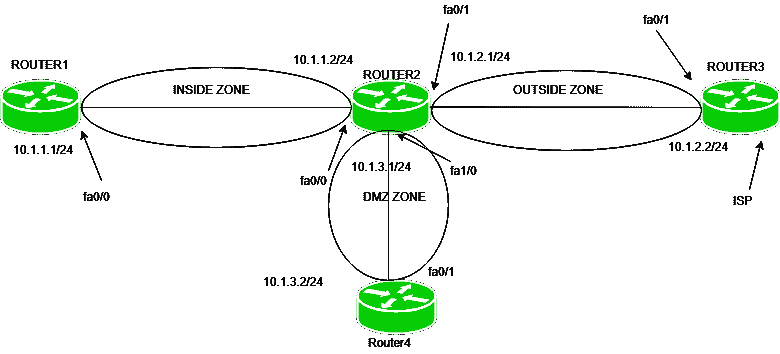 fa0/1
fa0/1
ROUTER1
10.1.1.2/24
10.1.2.1/24
ROUTER2
ROUTER3
INSIDE ZONE
OUTSIDE ZONE
10.1.1.1/24
10.1.2.2/24
10.1.3.1/24
fa1/0
fa0/0
fa0/0
DMZ ZONE
ISP
fa0/1
10.1.3.2/24
Router4